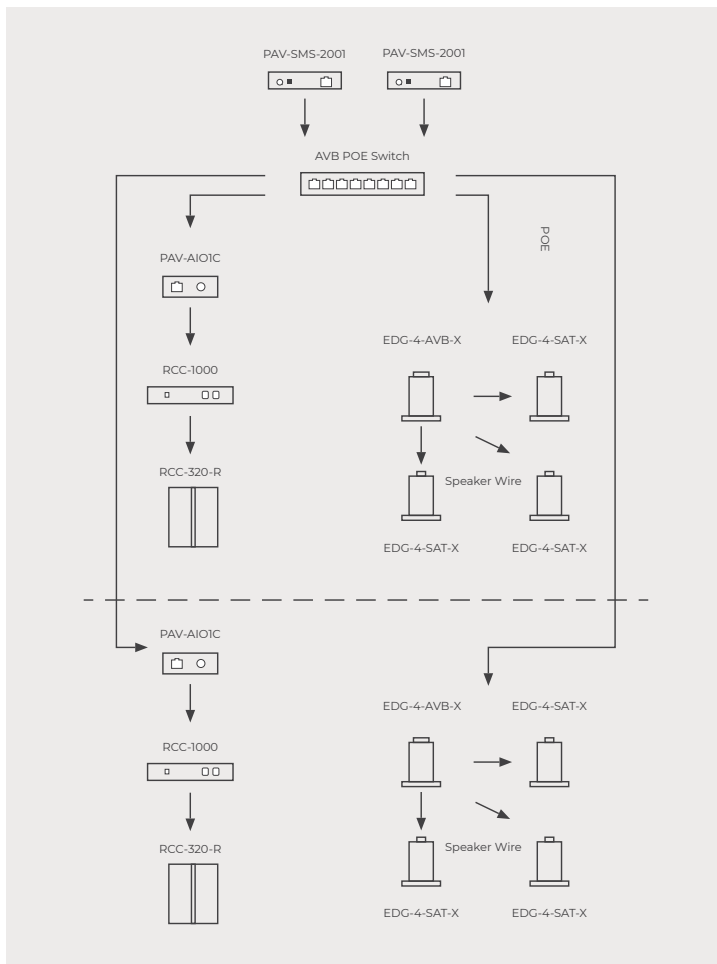 PAV-SMS-2001
PAV-SMS-2001
AVB POE Switch
POE
PAV-AIO1C
RCC-1000
RCC-320-R
EDG-4-AVB-X
EDG-4-SAT-X
Speaker Wire
EDG-4-SAT-X
EDG-4-SAT-X
PAV-AIO1C
RCC-1000
RCC-320-R
EDG-4-AVB-X
EDG-4-SAT-X
Speaker Wire
EDG-4-SAT-X
EDG-4-SAT-X